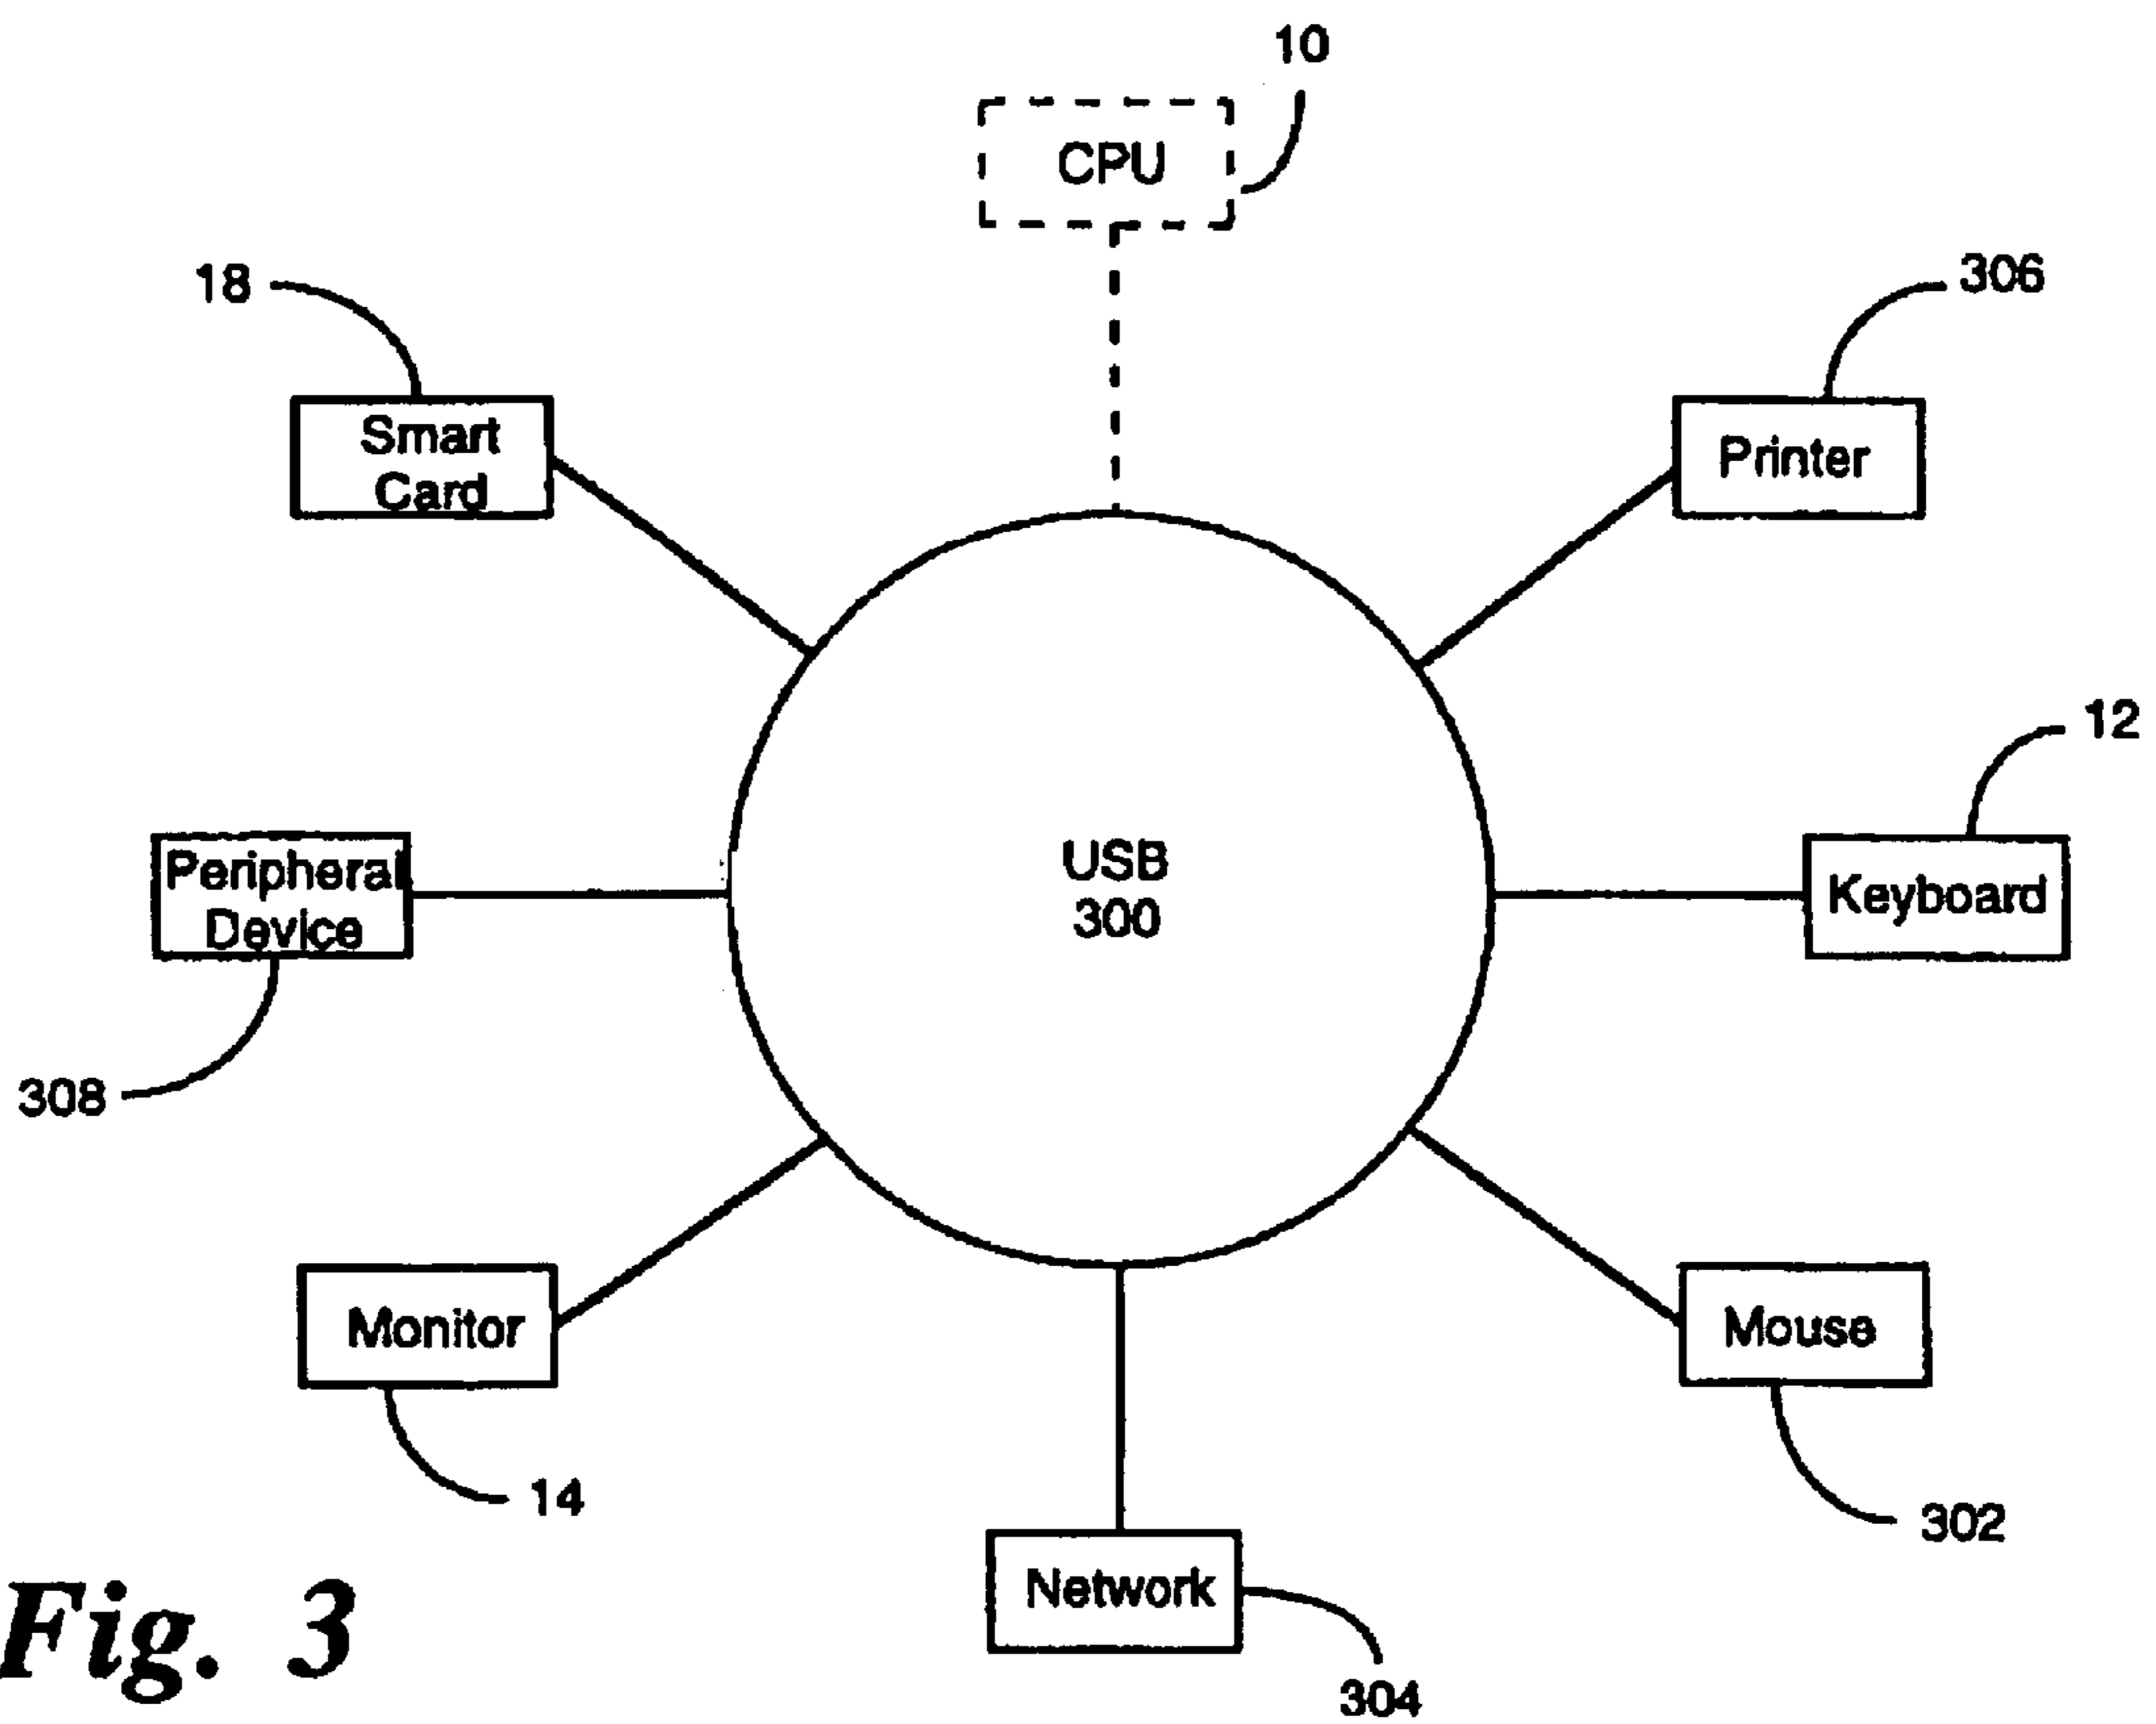 10
CPU
18
306
Smart
Card
Printer
12
USB
300
Peripheral
Device
Keyboard
308
Monitor
Mouse
14
302
Network
Fig. 3
304